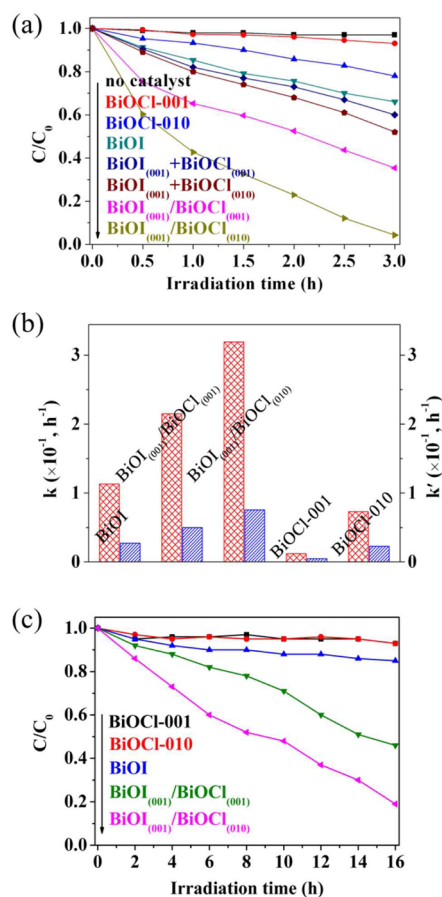 (a)
1.0
0.8
0.6
0.4
0.2
0.0
C/C₀
no catalyst
BiOCl-001
BiOCl-010
BiOI
BiOI₍₀₀₁₎+BiOCl₍₀₀₁₎
BiOI₍₀₀₁₎+BiOCl₍₀₁₀₎
BiOI₍₀₀₁₎/BiOCl₍₀₀₁₎
BiOI₍₀₀₁₎/BiOCl₍₀₁₀₎
0.0 0.5 1.0 1.5 2.0 2.5 3.0
Irradiation time (h)
(b)
3
2
1
0
k (×10⁻¹, h⁻¹)
BiOI
BiOI₍₀₀₁₎/BiOCl₍₀₀₁₎
BiOI₍₀₀₁₎/BiOCl₍₀₁₀₎
BiOCl-001
BiOCl-010
3
2
1
0
k′ (×10⁻¹, h⁻¹)
(c)
1.0
0.8
0.6
0.4
0.2
0.0
C/C₀
BiOCl-001
BiOCl-010
BiOI
BiOI₍₀₀₁₎/BiOCl₍₀₀₁₎
BiOI₍₀₀₁₎/BiOCl₍₀₁₀₎
0 2 4 6 8 10 12 14 16
Irradiation time (h)